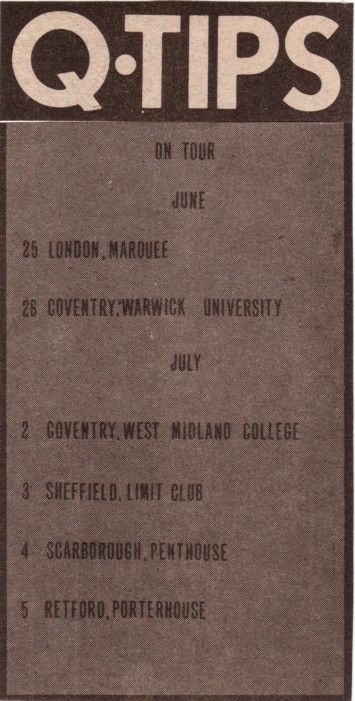 Q•TIPS
ON TOUR
JUNE
25 LONDON, MARQUEE
26 COVENTRY, WARWICK UNIVERSITY
JULY
2 COVENTRY, WEST MIDLAND COLLEGE
3 SHEFFIELD, LIMIT CLUB
4 SCARBOROUGH, PENTHOUSE
5 RETFORD, PORTERHOUSE